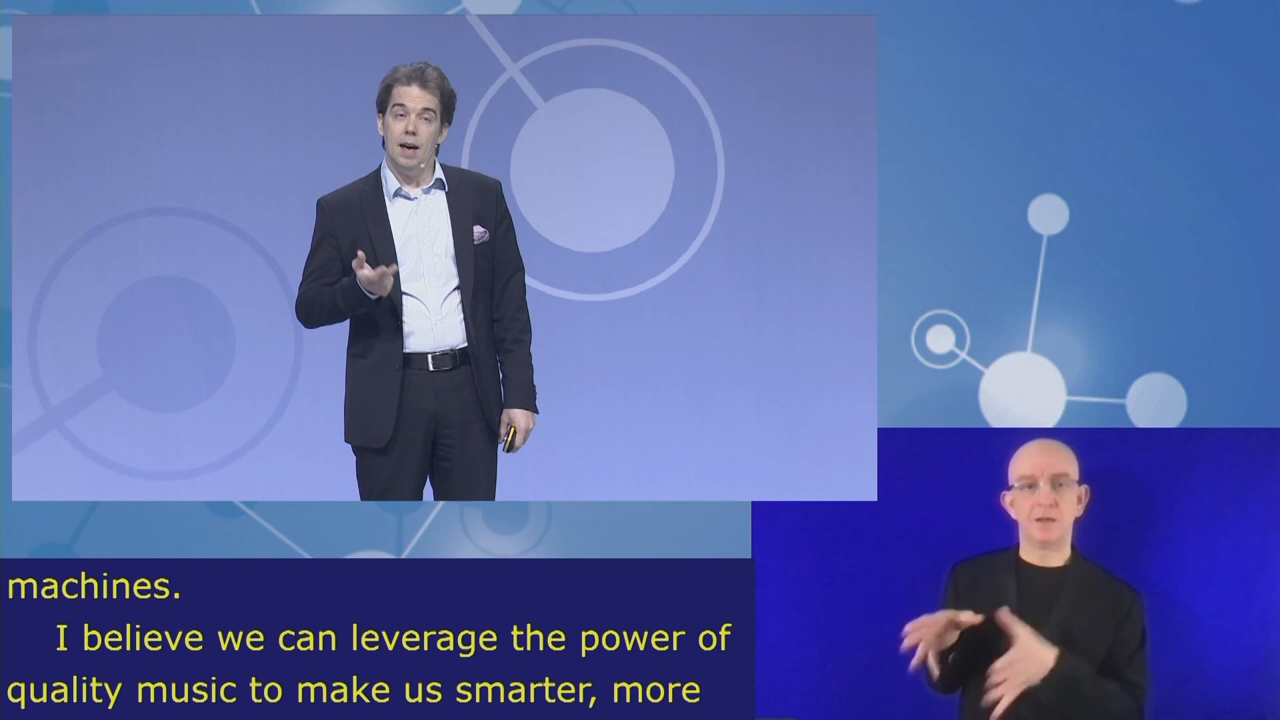 machines.
I believe we can leverage the power of
quality music to make us smarter, more